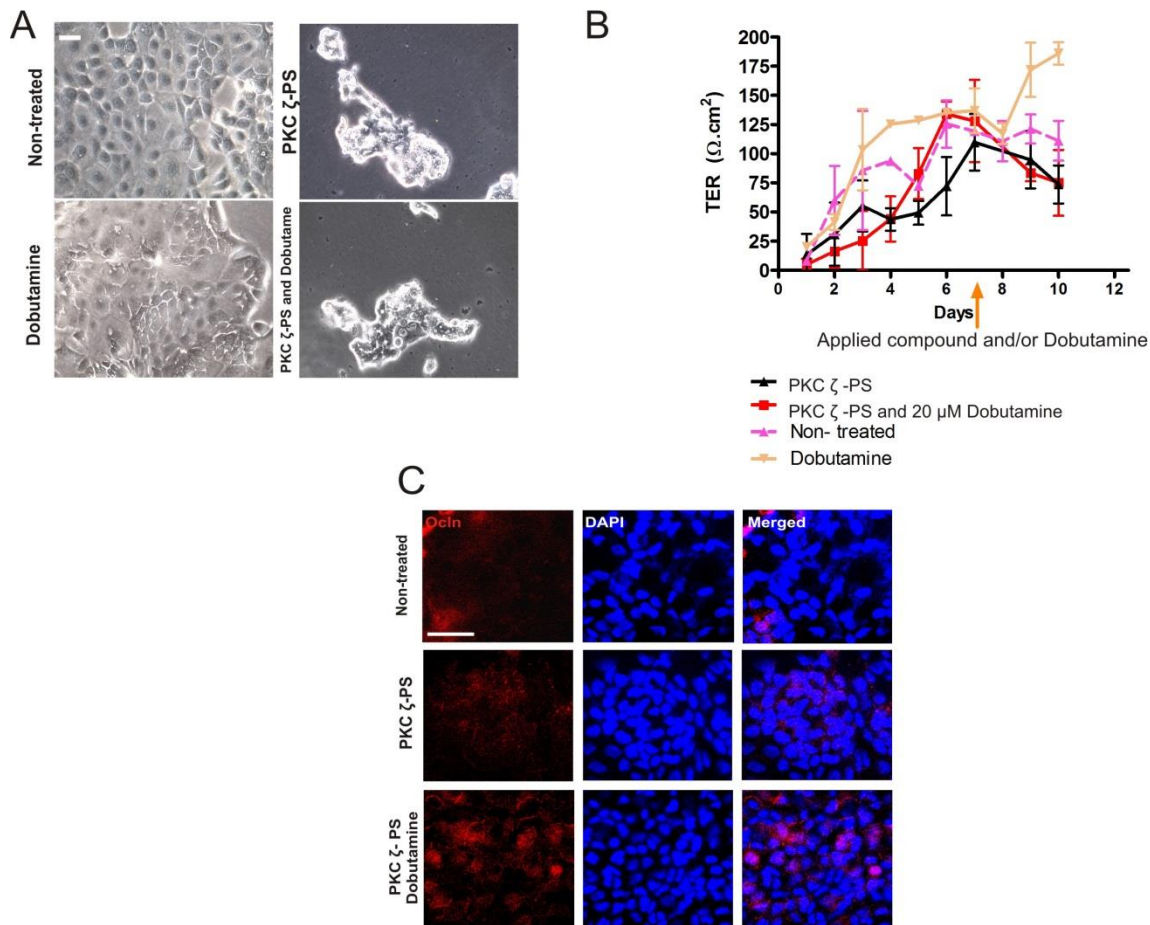 A
Non-treated
PKC ζ-PS
Dobutamine
PKC ζ-PS and Dobutame
B
TER (Ω.cm²)
200
175
150
125
100
75
50
25
0
0 2 4 6 8 10 12
Days
Applied compound and/or Dobutamine
PKC ζ -PS
PKC ζ -PS and 20 µM Dobutamine
Non- treated
Dobutamine
C
Ocln DAPI Merged
Non-treated
PKC ζ-PS
PKC ζ- PS
Dobutamine